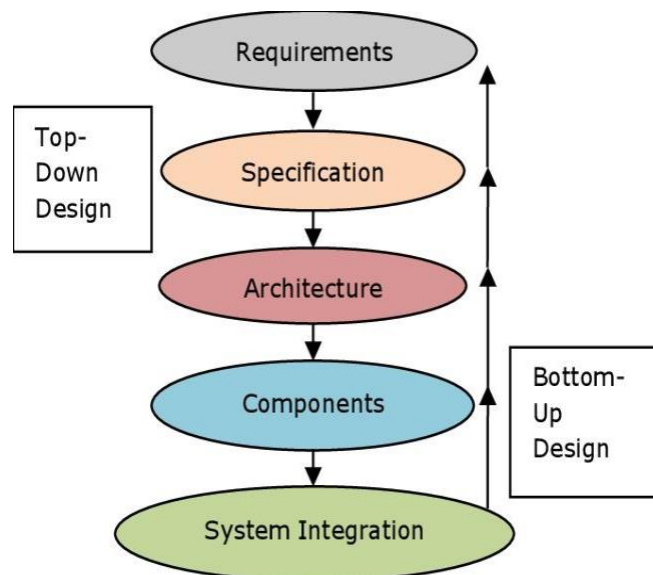 Requirements
Top-
Down
Design
Specification
Architecture
Components
Bottom-
Up
Design
System Integration